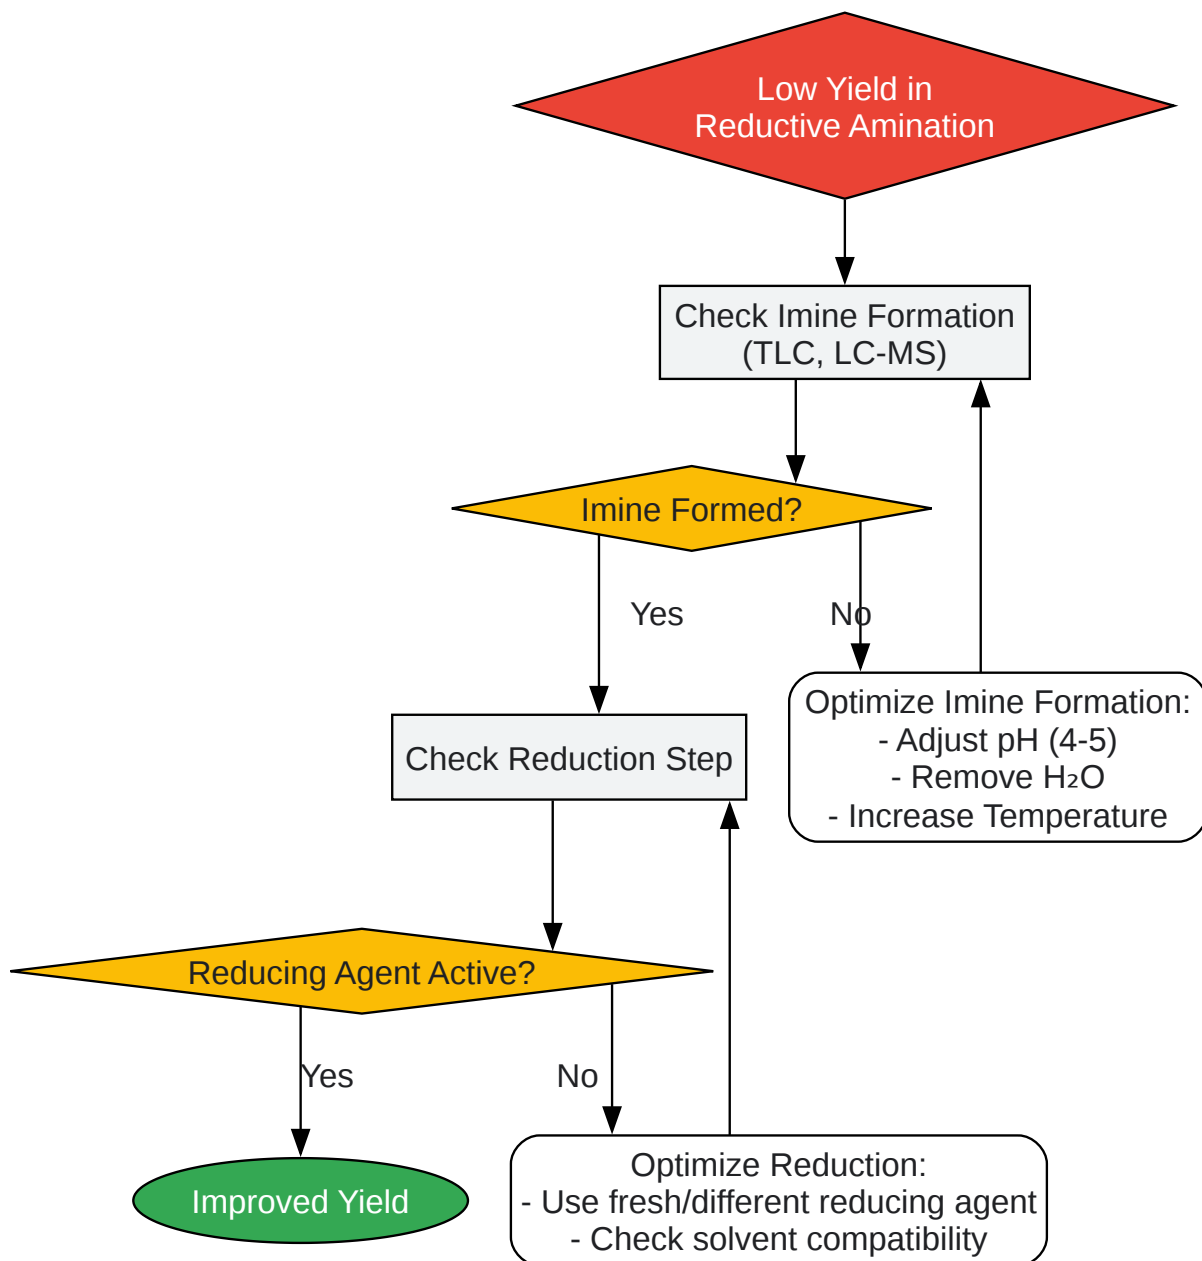 Low Yield in
Reductive Amination
Check Imine Formation
(TLC, LC-MS)
Imine Formed?
Yes
No
Optimize Imine Formation:
- Adjust pH (4-5)
- Remove H₂O
- Increase Temperature
Check Reduction Step
Reducing Agent Active?
Yes
No
Improved Yield
Optimize Reduction:
- Use fresh/different reducing agent
- Check solvent compatibility